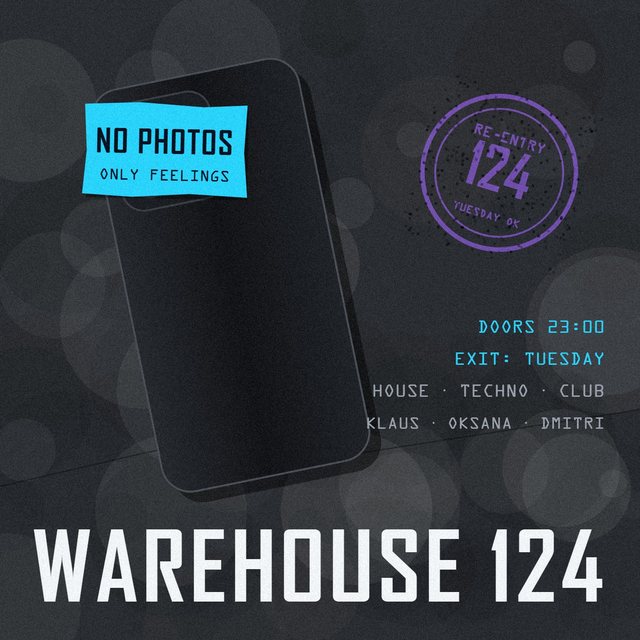 NO PHOTOS
ONLY FEELINGS
RE-ENTRY
124
TUESDAY OK
DOORS 23:00
EXIT: TUESDAY
HOUSE · TECHNO · CLUB
KLAUS · OKSANA · DMITRI
WAREHOUSE 124